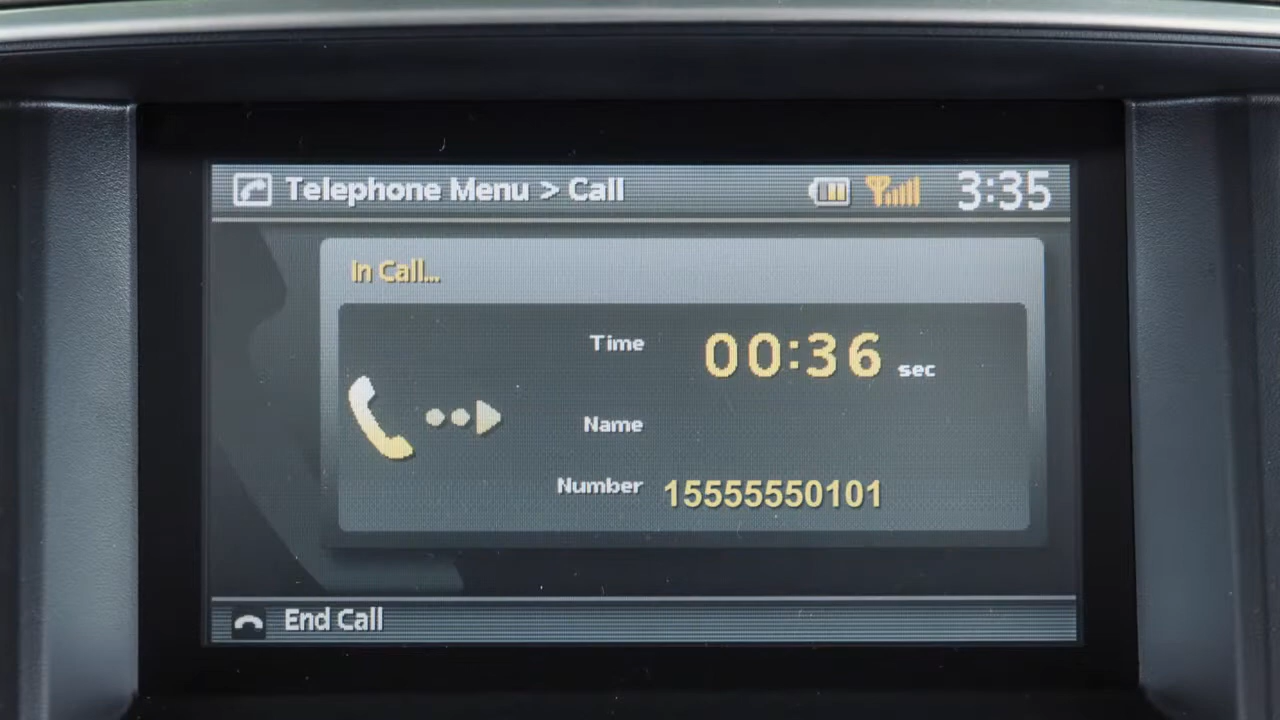 Telephone Menu > Call 3:35
In Call...
Time 00:36 sec
Name
Number 15555550101
End Call